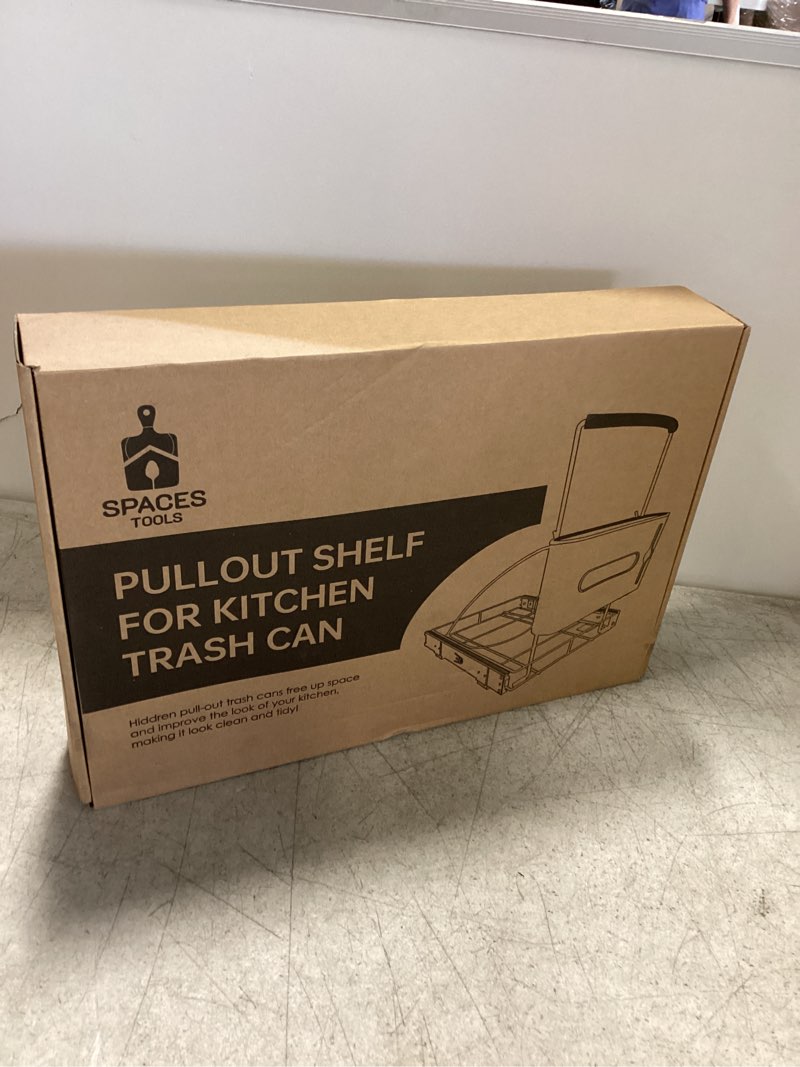 SPACES
TOOLS
PULLOUT SHELF
FOR KITCHEN
TRASH CAN
Hiddren pull-out trash cans free up space
and improve the look of your kitchen,
making it look clean and tidy!